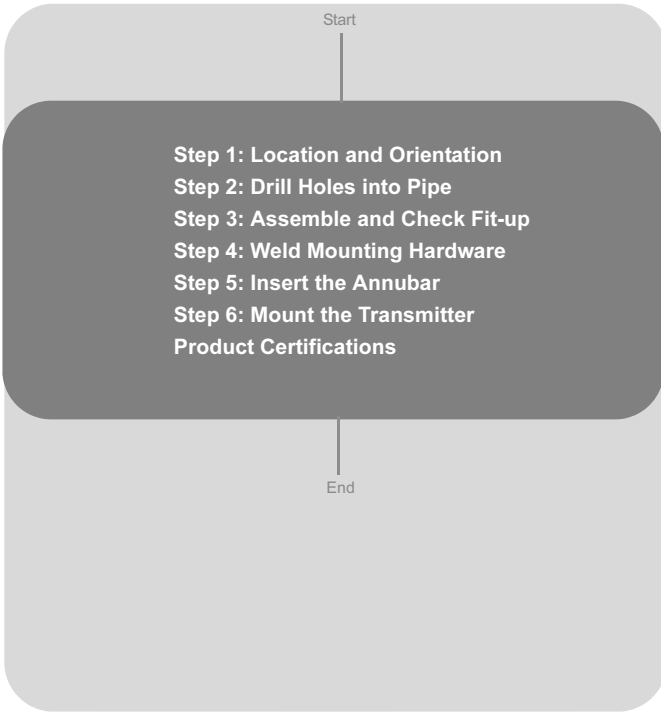 Start
Step 1: Location and Orientation
Step 2: Drill Holes into Pipe
Step 3: Assemble and Check Fit-up
Step 4: Weld Mounting Hardware
Step 5: Insert the Annubar
Step 6: Mount the Transmitter
Product Certifications
End